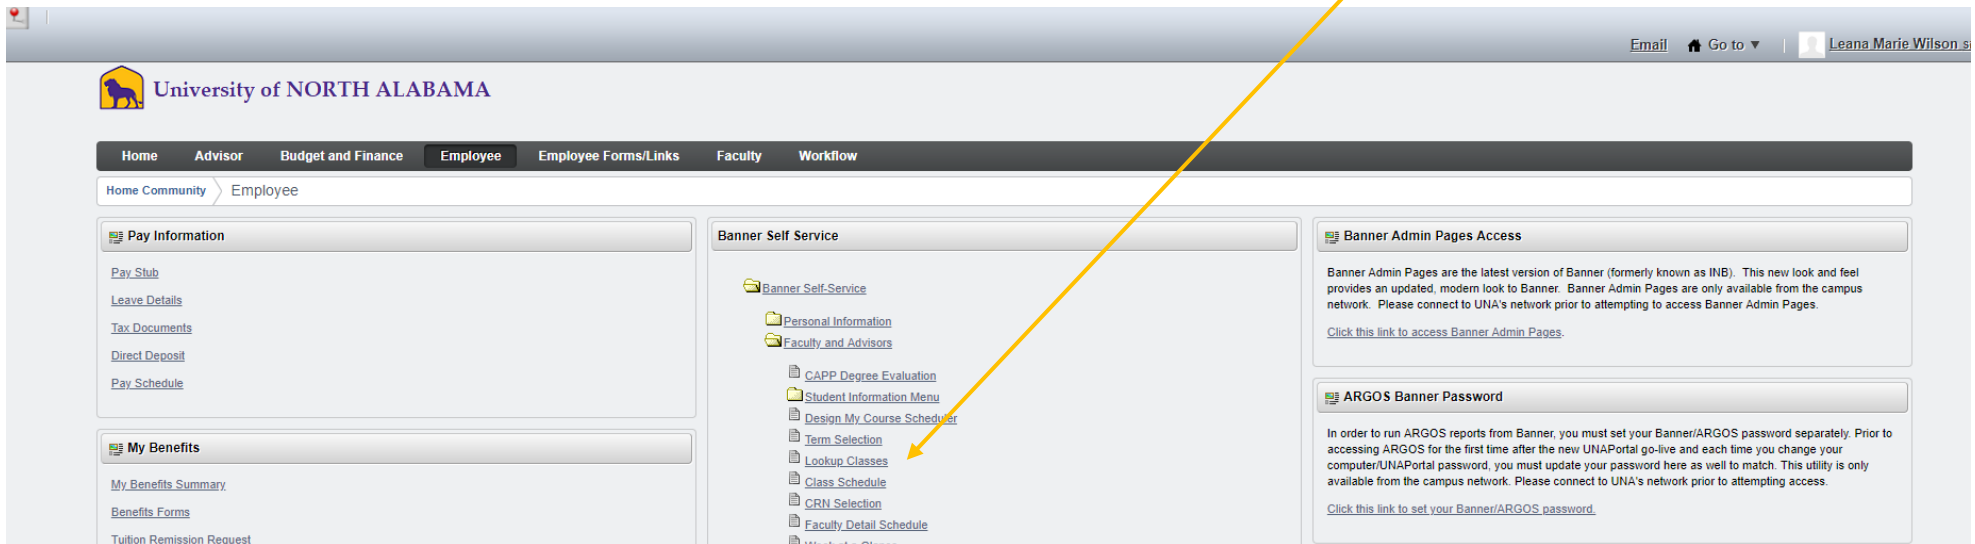 Email Go to ▼ Leana Marie Wilson
University of NORTH ALABAMA
Home Advisor Budget and Finance Employee Employee Forms/Links Faculty Workflow
Home Community Employee
Pay Information
Pay Stub
Leave Details
Tax Documents
Direct Deposit
Pay Schedule
My Benefits
My Benefits Summary
Benefits Forms
Tuition Remission Request
Banner Self Service
Banner Self-Service
Personal Information
Faculty and Advisors
CAPP Degree Evaluation
Student Information Menu
Design My Course Scheduler
Term Selection
Lookup Classes
Class Schedule
CRN Selection
Faculty Detail Schedule
Banner Admin Pages Access
Banner Admin Pages are the latest version of Banner (formerly known as INB). This new look and feel
provides an updated, modern look to Banner. Banner Admin Pages are only available from the campus
network. Please connect to UNA's network prior to attempting to access Banner Admin Pages.
Click this link to access Banner Admin Pages.
ARGOS Banner Password
In order to run ARGOS reports from Banner, you must set your Banner/ARGOS password separately. Prior to
accessing ARGOS for the first time after the new UNAPortal go-live and each time you change your
computer/UNAPortal password, you must update your password here as well to match. This utility is only
available from the campus network. Please connect to UNA's network prior to attempting access.
Click this link to set your Banner/ARGOS password.